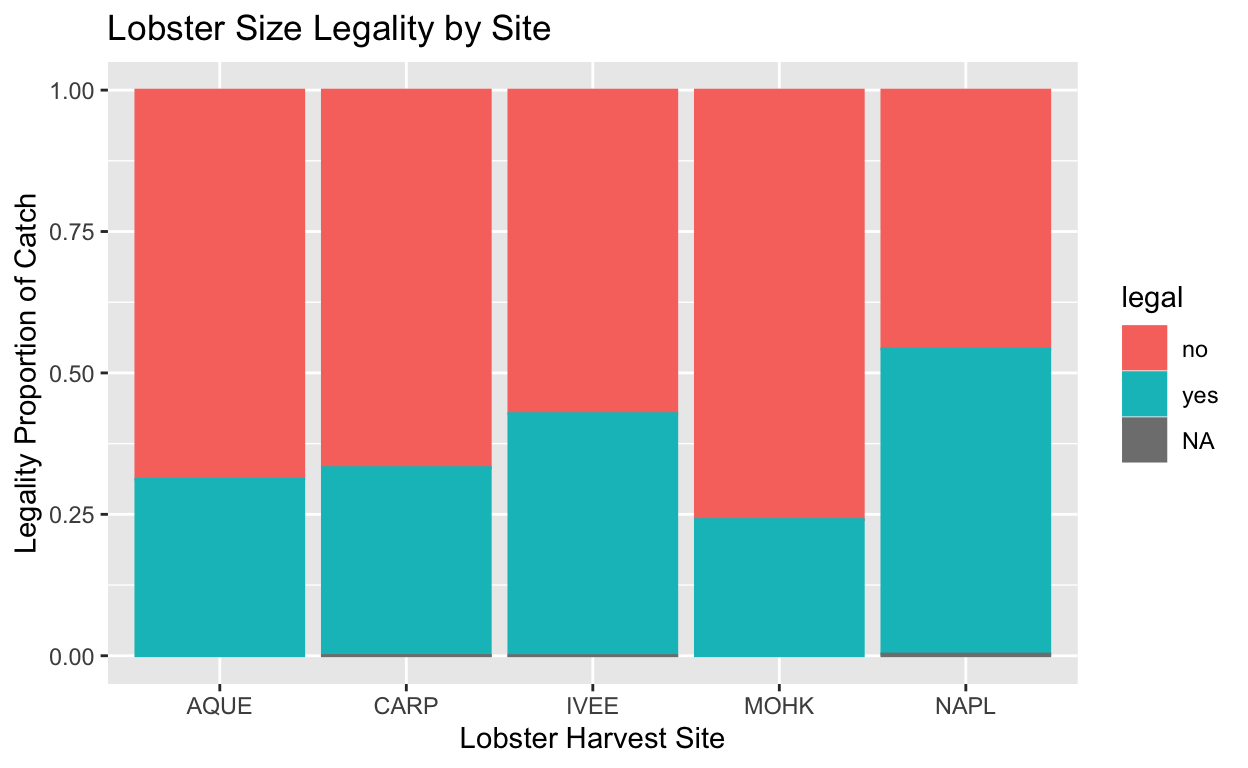 Lobster Size Legality by Site
Legality Proportion of Catch
1.00
0.75
0.50
0.25
0.00
AQUE CARP IVEE MOHK NAPL
Lobster Harvest Site
legal
no
yes
NA